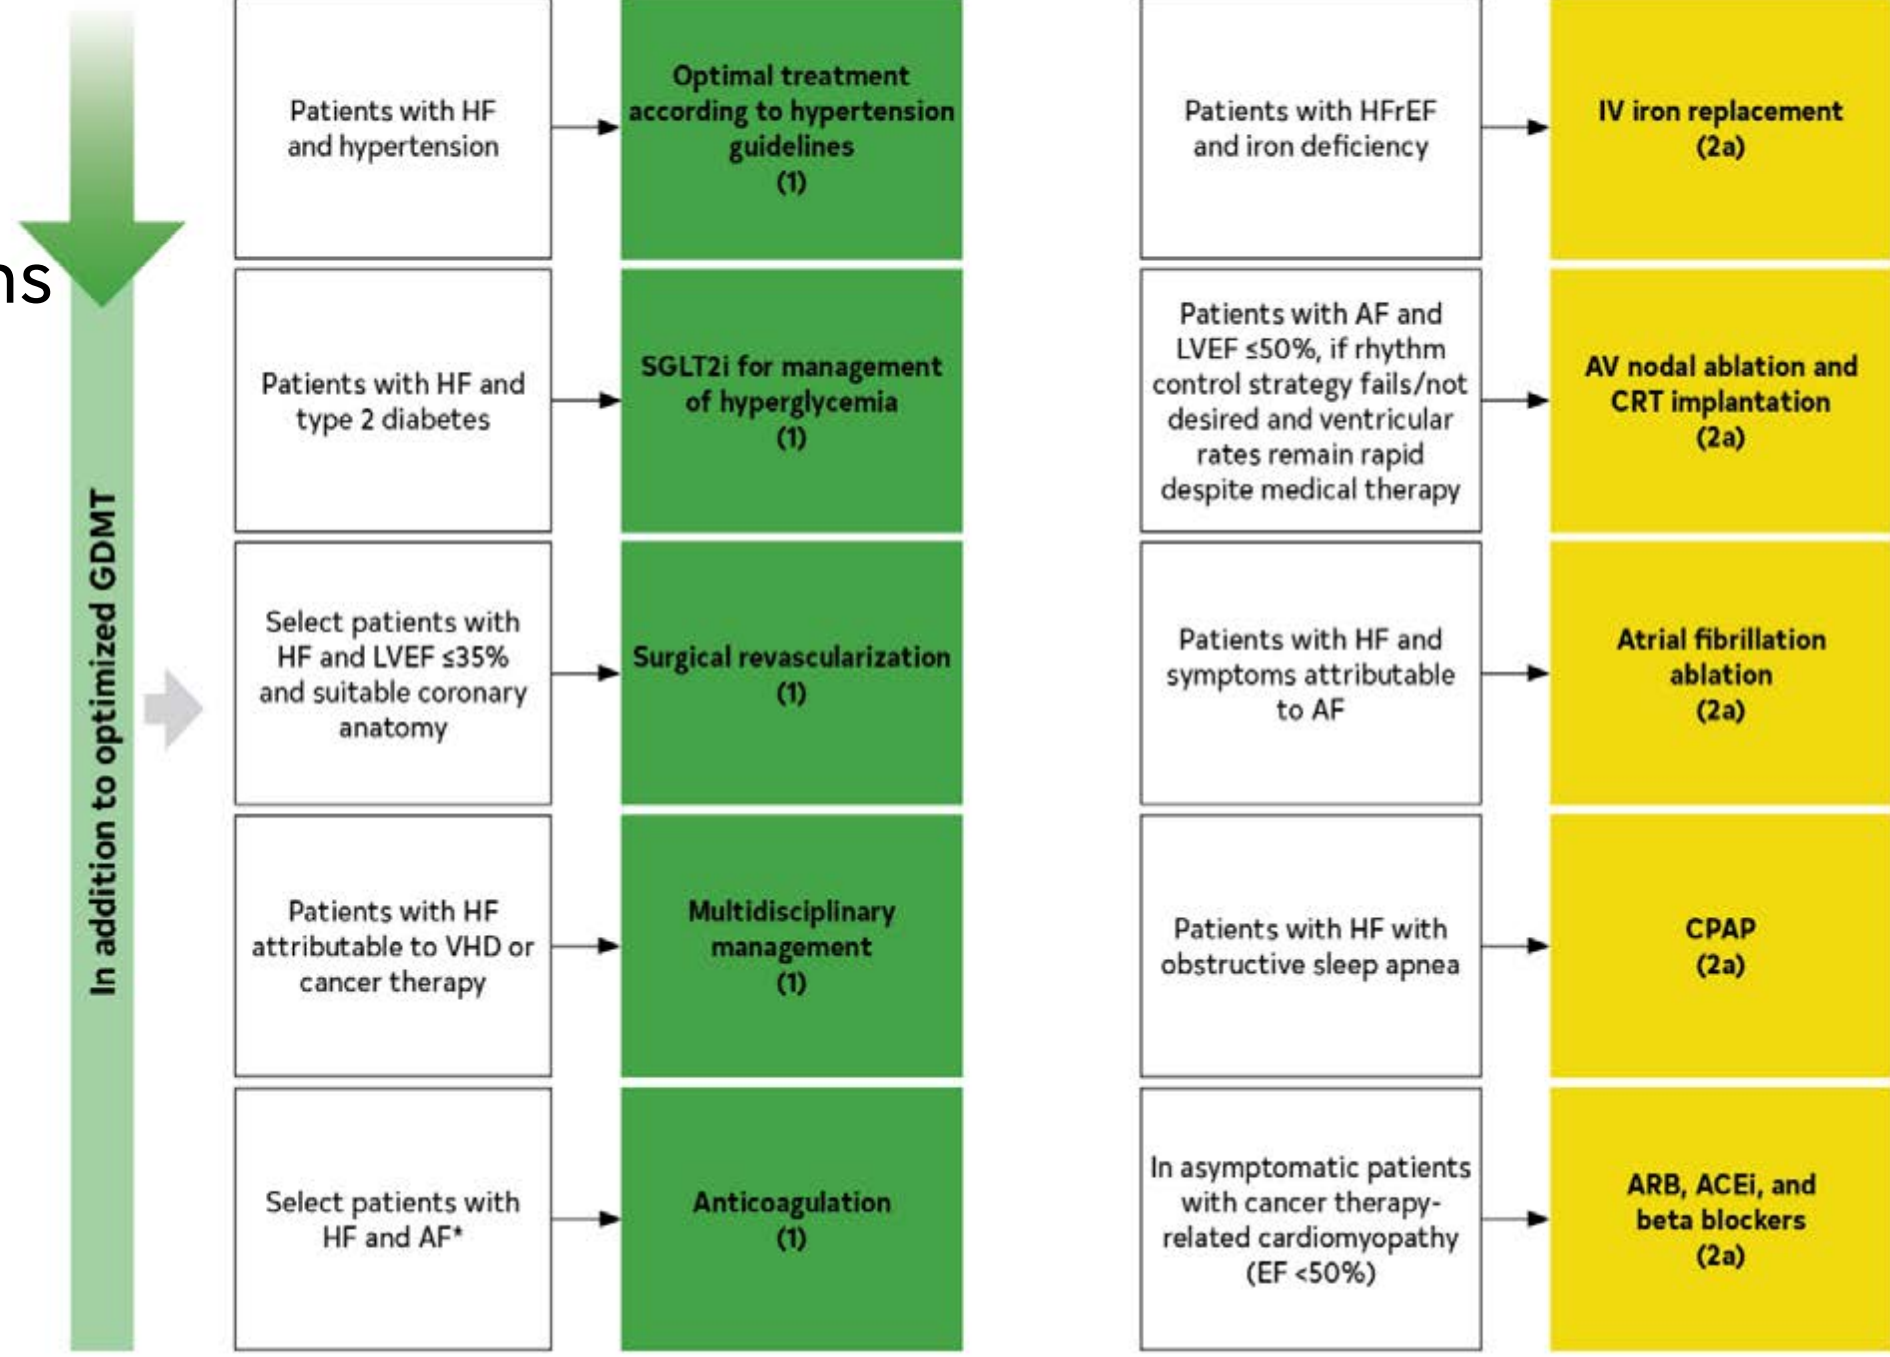 ns
In addition to optimized GDMT
Patients with HF
and hypertension
Optimal treatment
according to hypertension
guidelines
(1)
Patients with HF and
type 2 diabetes
SGLT2i for management
of hyperglycemia
(1)
Select patients with
HF and LVEF ≤35%
and suitable coronary
anatomy
Surgical revascularization
(1)
Patients with HF
attributable to VHD or
cancer therapy
Multidisciplinary
management
(1)
Select patients with
HF and AF*
Anticoagulation
(1)
Patients with HFrEF
and iron deficiency
IV iron replacement
(2a)
Patients with AF and
LVEF ≤50%, if rhythm
control strategy fails/not
desired and ventricular
rates remain rapid
despite medical therapy
AV nodal ablation and
CRT implantation
(2a)
Patients with HF and
symptoms attributable
to AF
Atrial fibrillation
ablation
(2a)
Patients with HF with
obstructive sleep apnea
CPAP
(2a)
In asymptomatic patients
with cancer therapy-
related cardiomyopathy
(EF <50%)
ARB, ACEi, and
beta blockers
(2a)